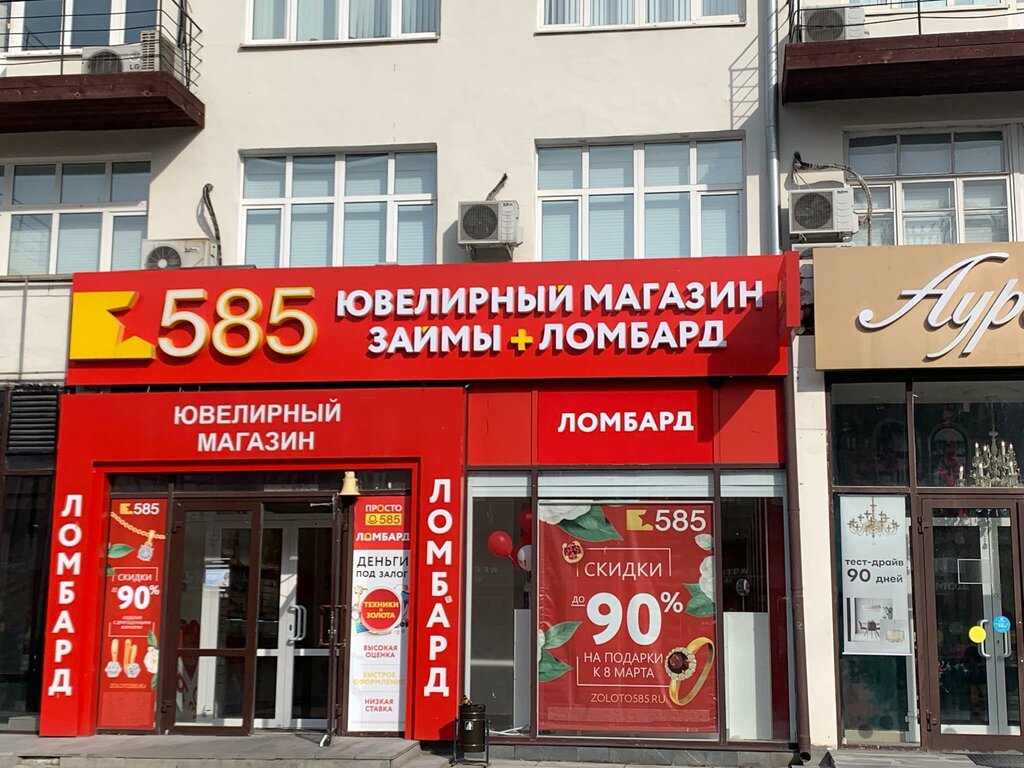 LG
585
ЮВЕЛИРНЫЙ МАГАЗИН
ЗАЙМЫ + ЛОМБАРД
Аур
ЮВЕЛИРНЫЙ
МАГАЗИН
ЛОМБАРД
ЛОМБАРД
ЛОМБАРД
585
СКИДКИ
ДО 90%
ZOLOTO585.RU
ПРОСТО
585
ЛОМБАРД
ДЕНЬГИ
ПОД ЗАЛОГ
ТЕХНИКИ
И
ЗОЛОТА
ВЫСОКАЯ
ОЦЕНКА
БЫСТРОЕ
ОФОРМЛЕНИЕ
НИЗКАЯ
СТАВКА
585
СКИДКИ
ДО 90%
НА ПОДАРКИ
К 8 МАРТА
ZOLOTO585.RU
тест-драйв
90 дней